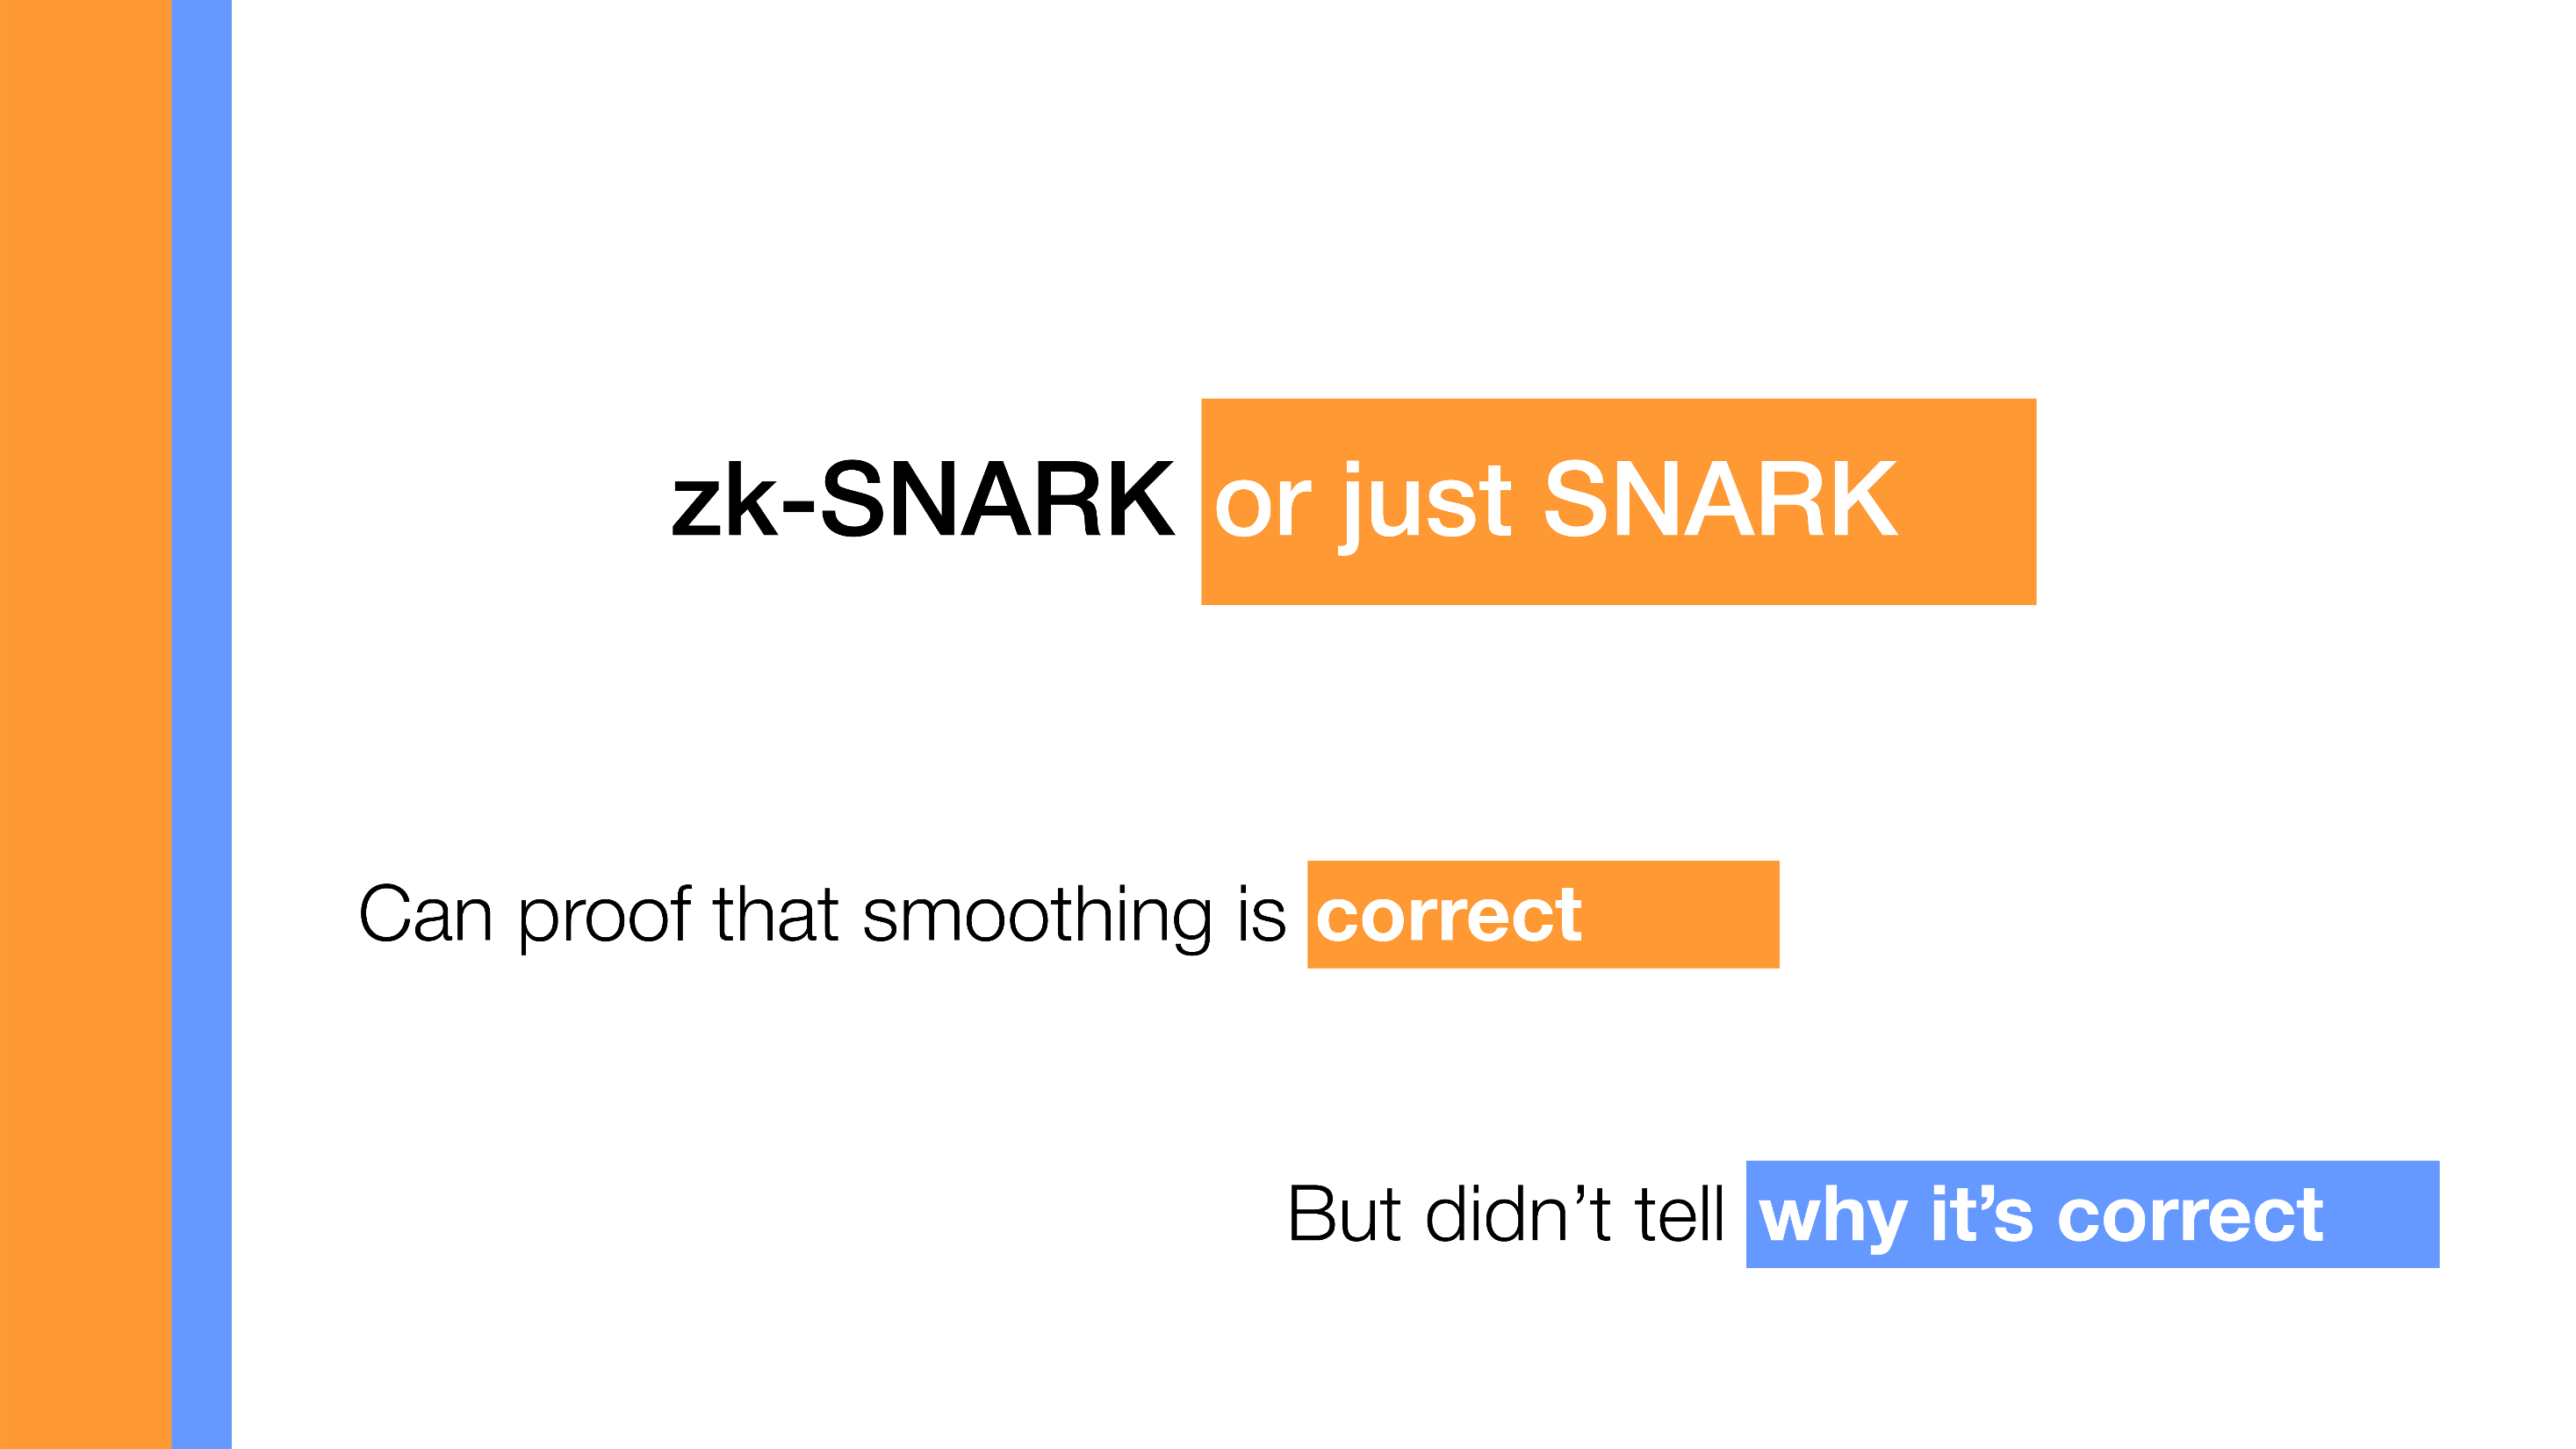 zk-SNARK or just SNARK
Can proof that smoothing is correct
But didn’t tell why it’s correct